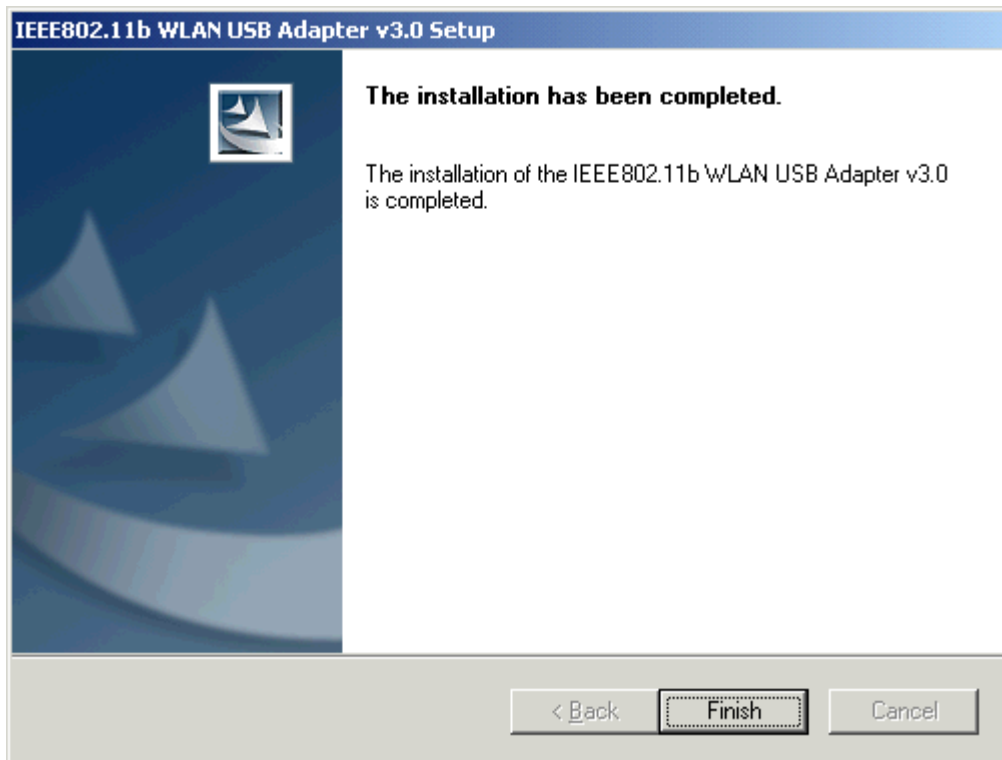 IEEE802.11b WLAN USB Adapter v3.0 Setup
The installation has been completed.
The installation of the IEEE802.11b WLAN USB Adapter v3.0
is completed.
< Back
Finish
Cancel